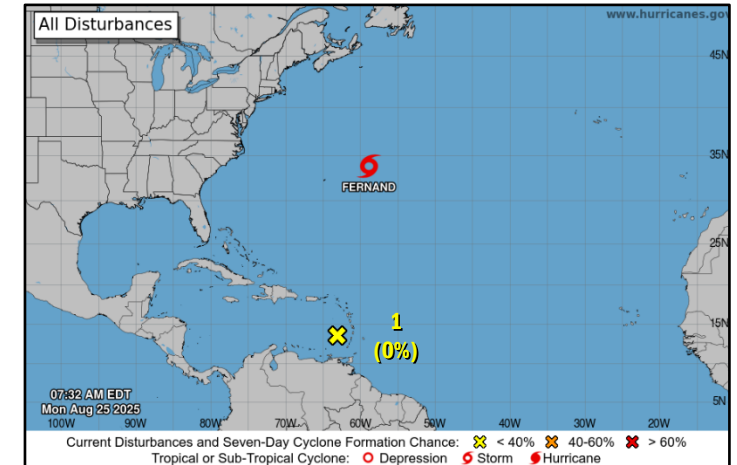 www.hurricanes.gov
All Disturbances
45N
35N
FERNAND
25N
1
15N
(0%)
07:32 AM EDT
Mon Aug 25 2025
5N
100W 90W 80W 70W 60W 50W 40W 30W 20W
Current Disturbances and Seven-Day Cyclone Formation Chance: < 40% 40-60% > 60%
Tropical or Sub-Tropical Cyclone: Depression Storm Hurricane